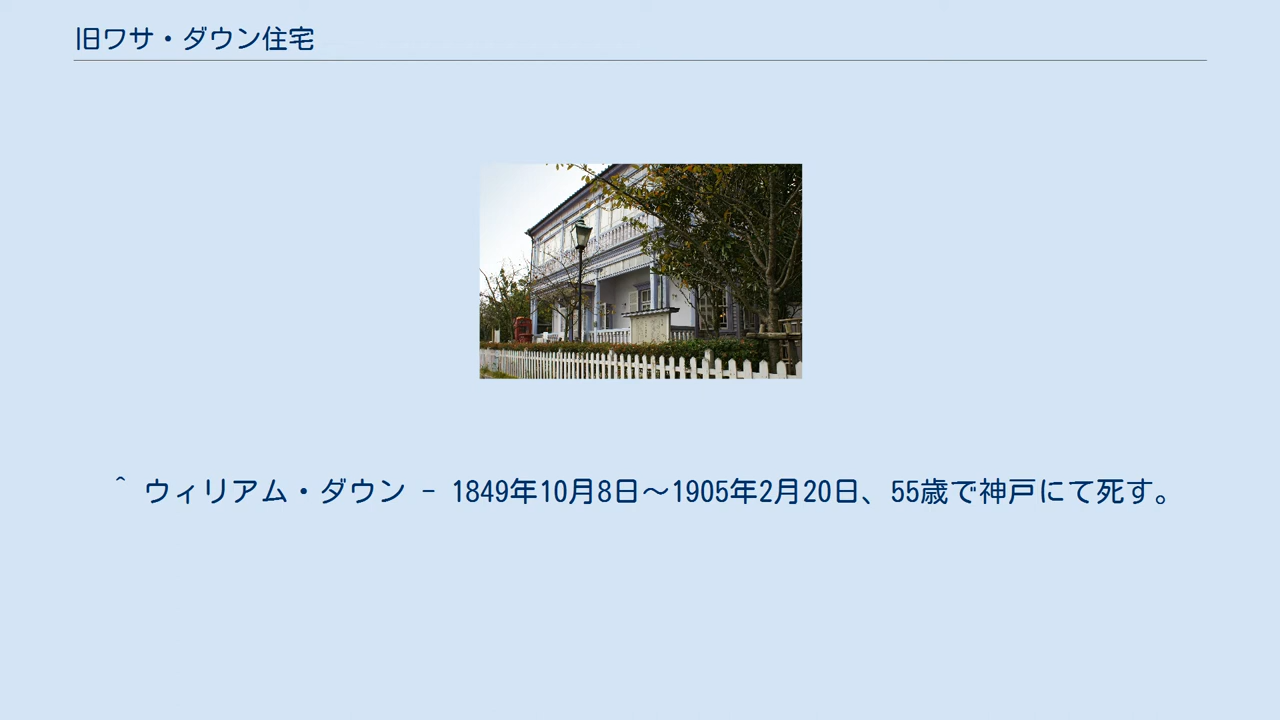 旧ワサ・ダウン住宅
^ ウィリアム・ダウン - 1849年10月8日〜1905年2月20日、55歳で神戸にて死す。